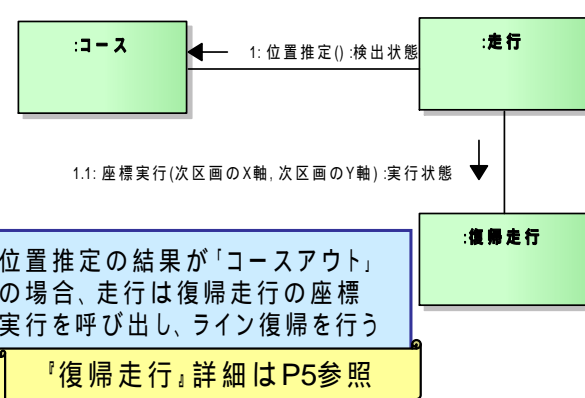 :コース
:走行
1: 位置推定() :検出状態
1.1: 座標実行(次区画のX軸, 次区画のY軸) :実行状態
:復帰走行
位置推定の結果が「コースアウト」
の場合、走行は復帰走行の座標
実行を呼び出し、ライン復帰を行う
『復帰走行』詳細はP5参照